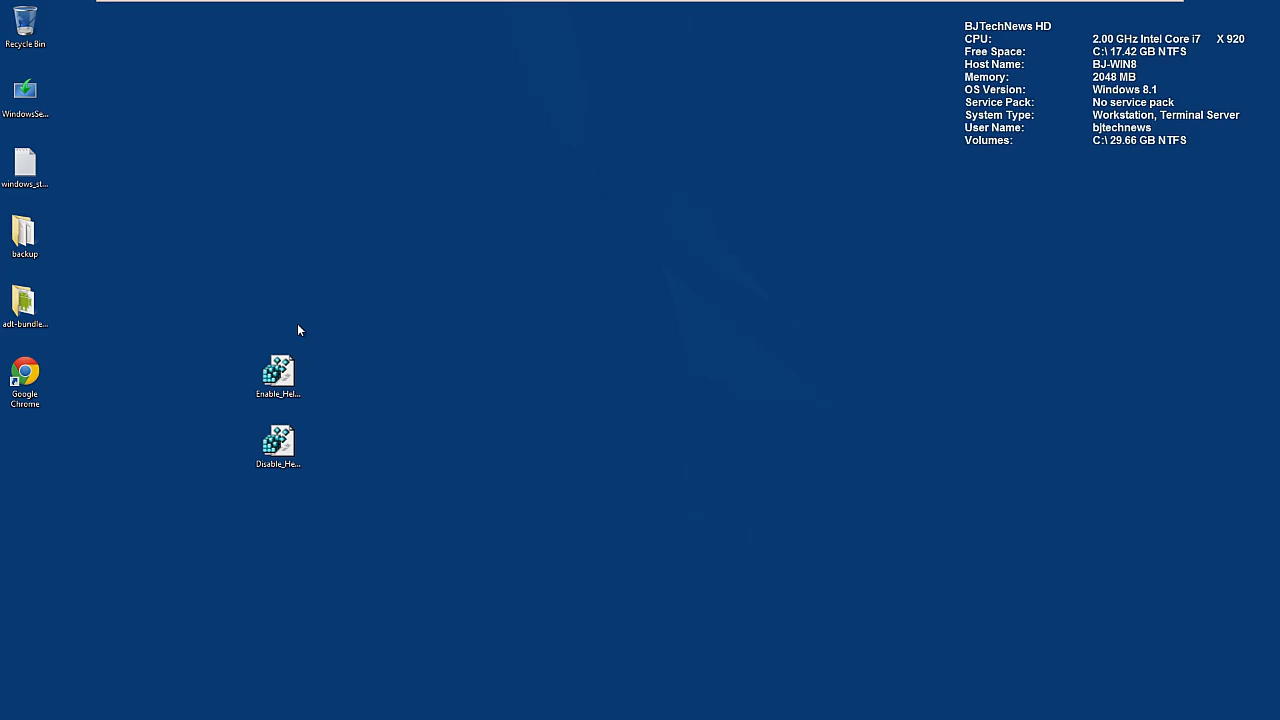 Recycle Bin
WindowsSe...
windows_st...
backup
adt-bundle...
Google
Chrome
Enable_Hel...
Disable_He...
BJTechNews HD
CPU: 2.00 GHz Intel Core i7 X 920
Free Space: C:\ 17.42 GB NTFS
Host Name: BJ-WIN8
Memory: 2048 MB
OS Version: Windows 8.1
Service Pack: No service pack
System Type: Workstation, Terminal Server
User Name: bjtechnews
Volumes: C:\ 29.66 GB NTFS